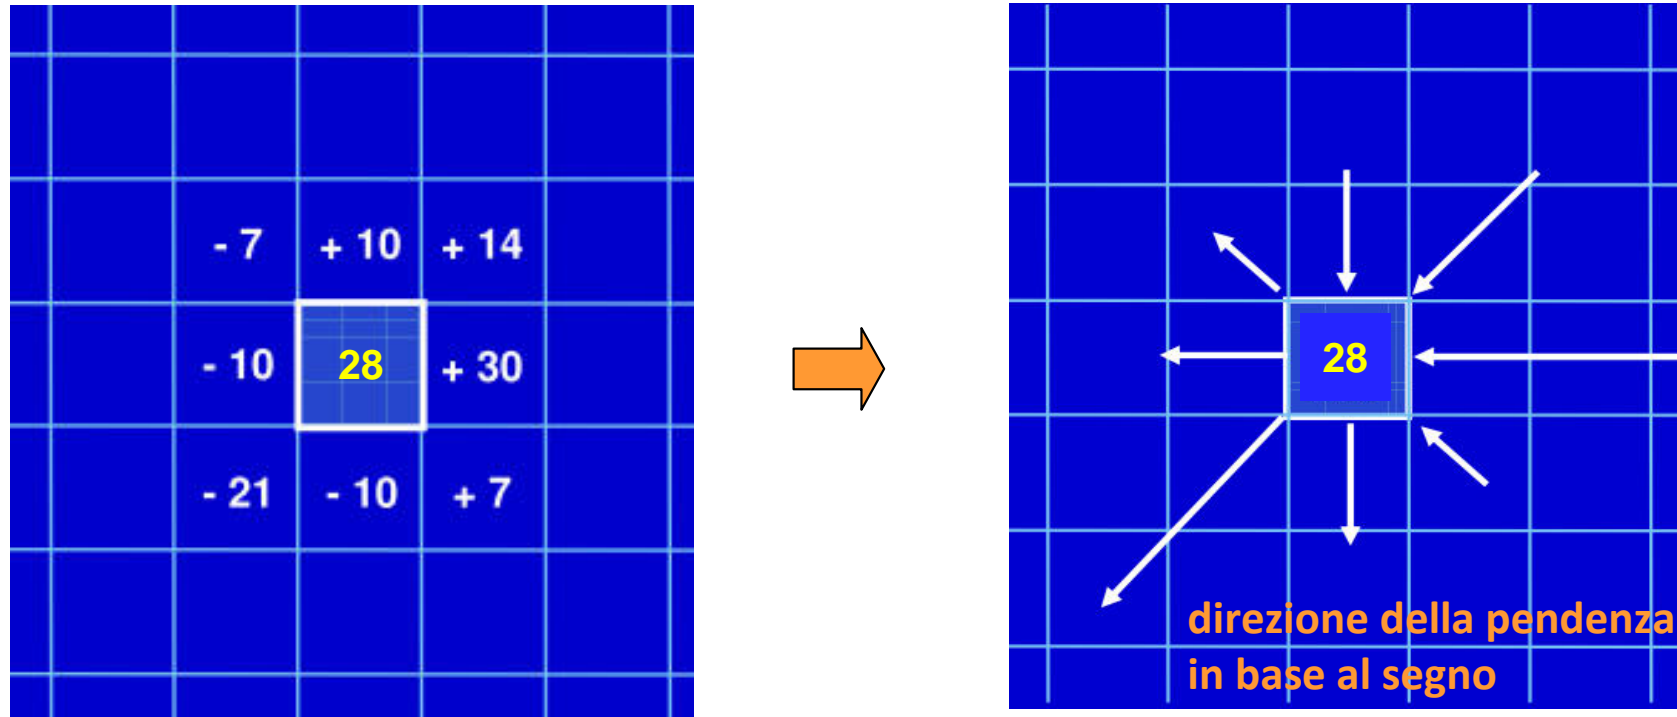 - 7 + 10 + 14
- 10 28 + 30
- 21 - 10 + 7
28
direzione della pendenza
in base al segno